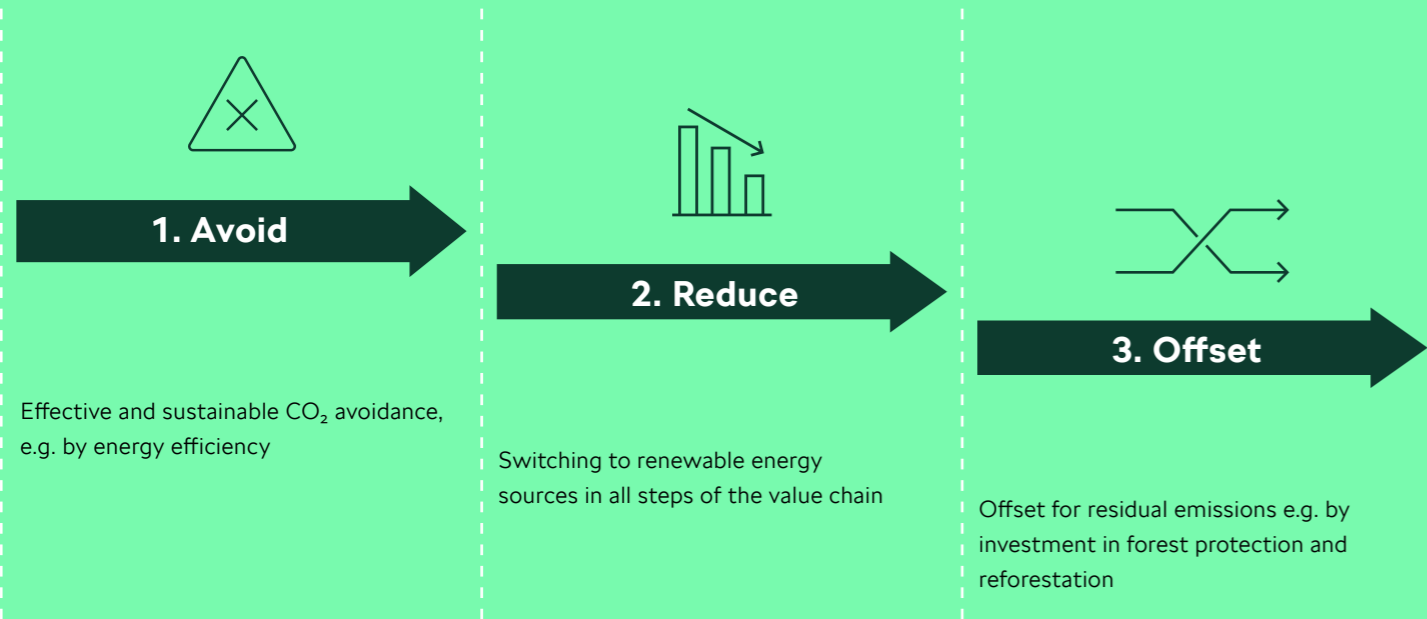 1. Avoid
Effective and sustainable CO₂ avoidance,
e.g. by energy efficiency
2. Reduce
Switching to renewable energy
sources in all steps of the value chain
3. Offset
Offset for residual emissions e.g. by
investment in forest protection and
reforestation